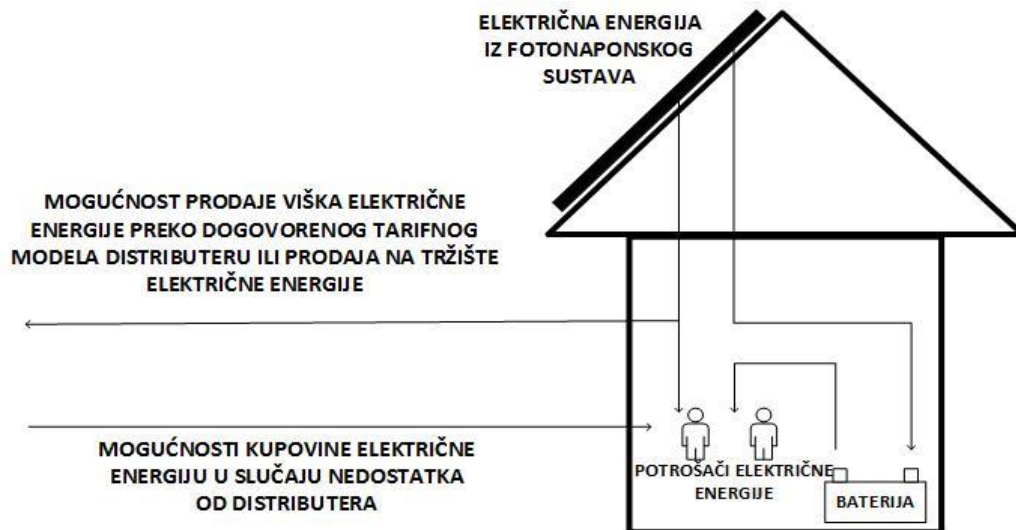 ELEKTRIČNA ENERGIJA
IZ FOTONAPONSKOG
SUSTAVA
MOGUĆNOST PRODAJE VIŠKA ELEKTRIČNE
ENERGIJE PREKO DOGOVORENOG TARIFNOG
MODELA DISTRIBUTERU ILI PRODAJA NA TRŽIŠTE
ELEKTRIČNE ENERGIJE
MOGUĆNOSTI KUPOVINE ELEKTRIČNE
ENERGIJU U SLUČAJU NEDOSTATKA
OD DISTRIBUTERA
POTROŠAČI ELEKTRIČNE
ENERGIJE
BATERIJA